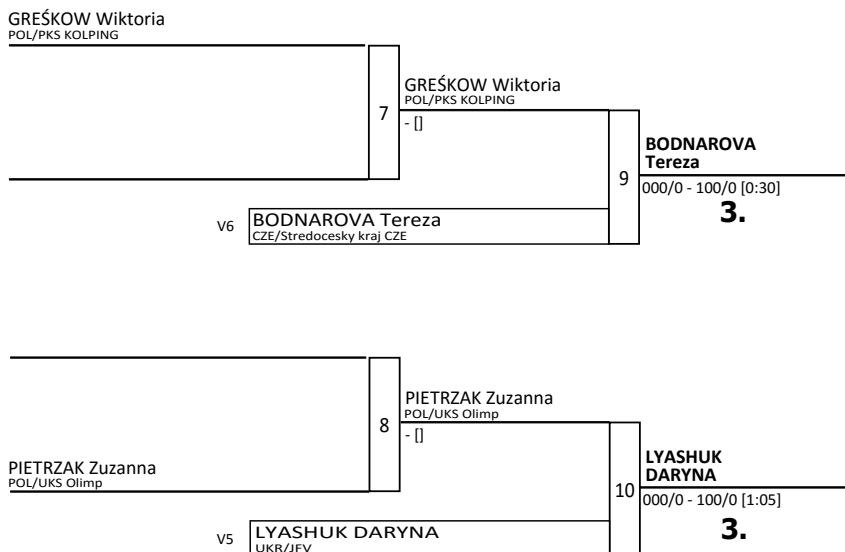 GREŚKOW Wiktoria
POL/PKS KOLPING
7
GREŚKOW Wiktoria
POL/PKS KOLPING
- []
9
BODNAROVA
Tereza
000/0 - 100/0 [0:30]
3.
V6
BODNAROVA Tereza
CZE/Stredocesky kraj CZE
8
PIETRZAK Zuzanna
POL/UKS Olimp
- []
PIETRZAK Zuzanna
POL/UKS Olimp
10
LYASHUK
DARYNA
000/0 - 100/0 [1:05]
3.
V5
LYASHUK DARYNA
UKR/JEV